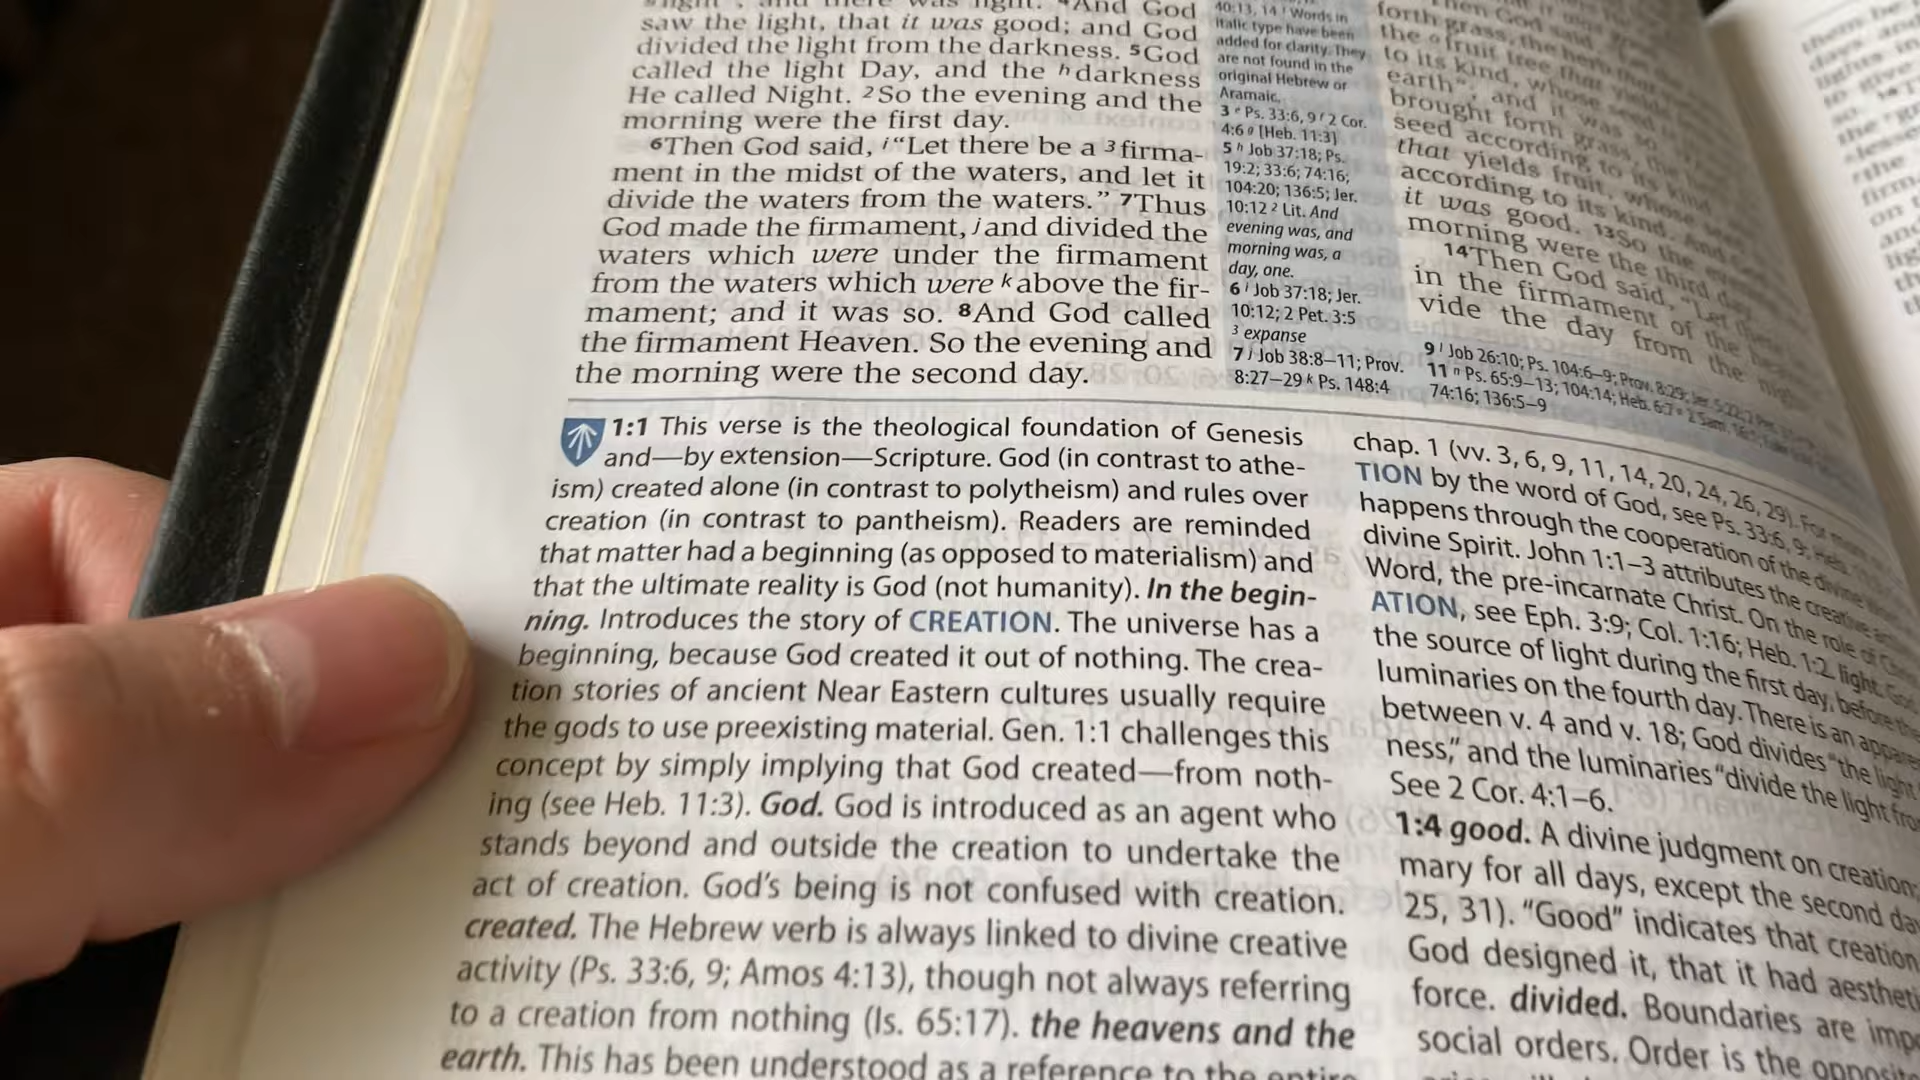 saw the light, that it was good; and God
divided the light from the darkness. 5God
called the light Day, and the hdarkness
He called Night. 2So the evening and the
morning were the first day.
6Then God said, i“Let there be a 3firma-
ment in the midst of the waters, and let it
divide the waters from the waters.” 7Thus
God made the firmament, jand divided the
waters which were under the firmament
from the waters which were kabove the fir-
mament; and it was so. 8And God called
the firmament Heaven. So the evening and
the morning were the second day.
40:13, 14 1 Words in
italic type have been
added for clarity. They
are not found in the
original Hebrew or
Aramaic.
3 e Ps. 33:6, 9 f 2 Cor.
4:6 g [Heb. 11:3]
5 h Job 37:18; Ps.
19:2; 33:6; 74:16;
104:20; 136:5; Jer.
10:12 2 Lit. And
evening was, and
morning was, a
day, one.
6 i Job 37:18; Jer.
10:12; 2 Pet. 3:5
3 expanse
7 j Job 38:8–11; Prov.
8:27–29 k Ps. 148:4
forth grass, the herb
the fruit tree that
to its kind, whose
earth”; and it was so.
brought forth grass, the
seed according to its kind,
that yields fruit, whose
according to its kind. And
it was good. 13So the
morning were the third day.
14Then God said, “Let
in the firmament of the
vide the day from the night
9 l Job 26:10; Ps. 104:6–9; Prov. 8:29;
11 n Ps. 65:9–13; 104:14; Heb. 6:7
74:16; 136:5–9
1:1 This verse is the theological foundation of Genesis
and—by extension—Scripture. God (in contrast to athe-
ism) created alone (in contrast to polytheism) and rules over
creation (in contrast to pantheism). Readers are reminded
that matter had a beginning (as opposed to materialism) and
that the ultimate reality is God (not humanity). In the begin-
ning. Introduces the story of CREATION. The universe has a
beginning, because God created it out of nothing. The crea-
tion stories of ancient Near Eastern cultures usually require
the gods to use preexisting material. Gen. 1:1 challenges this
concept by simply implying that God created—from noth-
ing (see Heb. 11:3). God. God is introduced as an agent who
stands beyond and outside the creation to undertake the
act of creation. God’s being is not confused with creation.
created. The Hebrew verb is always linked to divine creative
activity (Ps. 33:6, 9; Amos 4:13), though not always referring
to a creation from nothing (Is. 65:17). the heavens and the
earth. This has been understood as a reference to the entire
chap. 1 (vv. 3, 6, 9, 11, 14, 20, 24, 26, 29). For more
TION by the word of God, see Ps. 33:6, 9; Heb.
happens through the cooperation of the divine
divine Spirit. John 1:1–3 attributes the creative
Word, the pre-incarnate Christ. On the role of
ATION, see Eph. 3:9; Col. 1:16; Heb. 1:2. light. God
the source of light during the first day, before the
luminaries on the fourth day. There is an
between v. 4 and v. 18; God divides “the light
ness,” and the luminaries “divide the light
See 2 Cor. 4:1–6.
1:4 good. A divine judgment on creation;
mary for all days, except the second
25, 31). “Good” indicates that creation
God designed it, that it had
force. divided. Boundaries are
social orders. Order is the